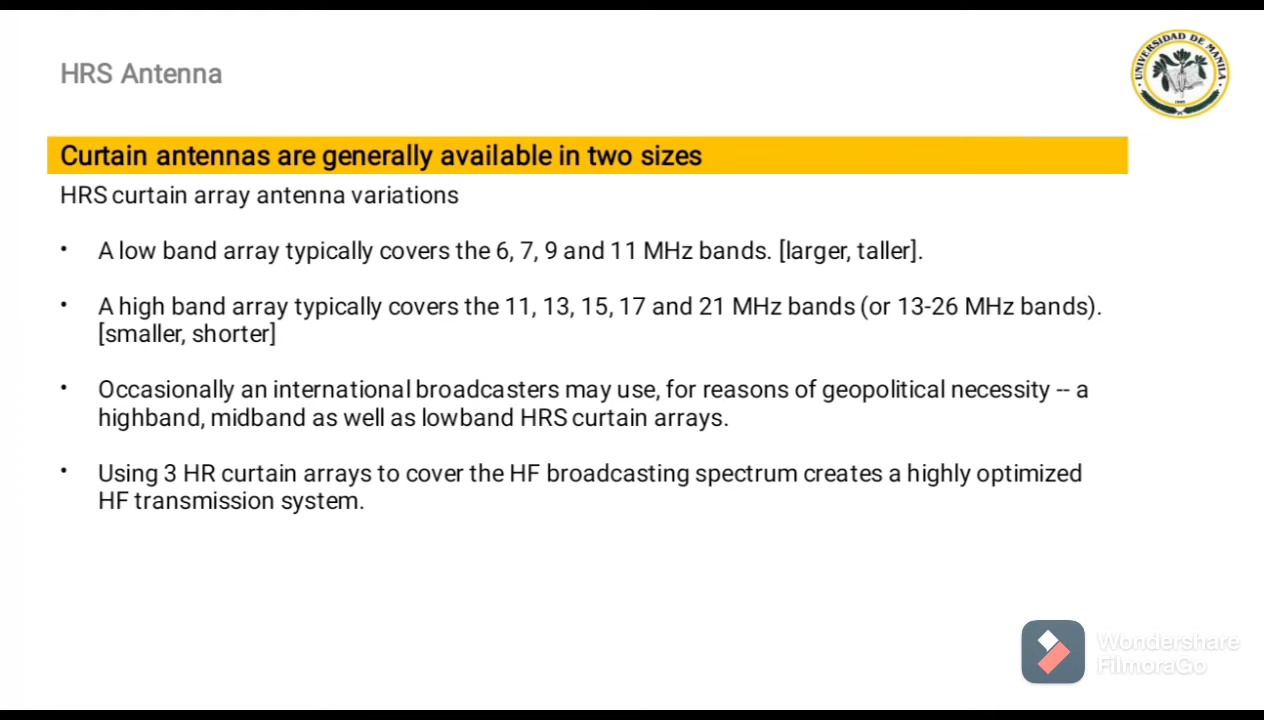 HRS Antenna
UNIVERSIDAD DE MANILA
Curtain antennas are generally available in two sizes
HRS curtain array antenna variations
• A low band array typically covers the 6, 7, 9 and 11 MHz bands. [larger, taller].
• A high band array typically covers the 11, 13, 15, 17 and 21 MHz bands (or 13-26 MHz bands).
[smaller, shorter]
• Occasionally an international broadcasters may use, for reasons of geopolitical necessity -- a
highband, midband as well as lowband HRS curtain arrays.
• Using 3 HR curtain arrays to cover the HF broadcasting spectrum creates a highly optimized
HF transmission system.
Wondershare
FilmoraGo